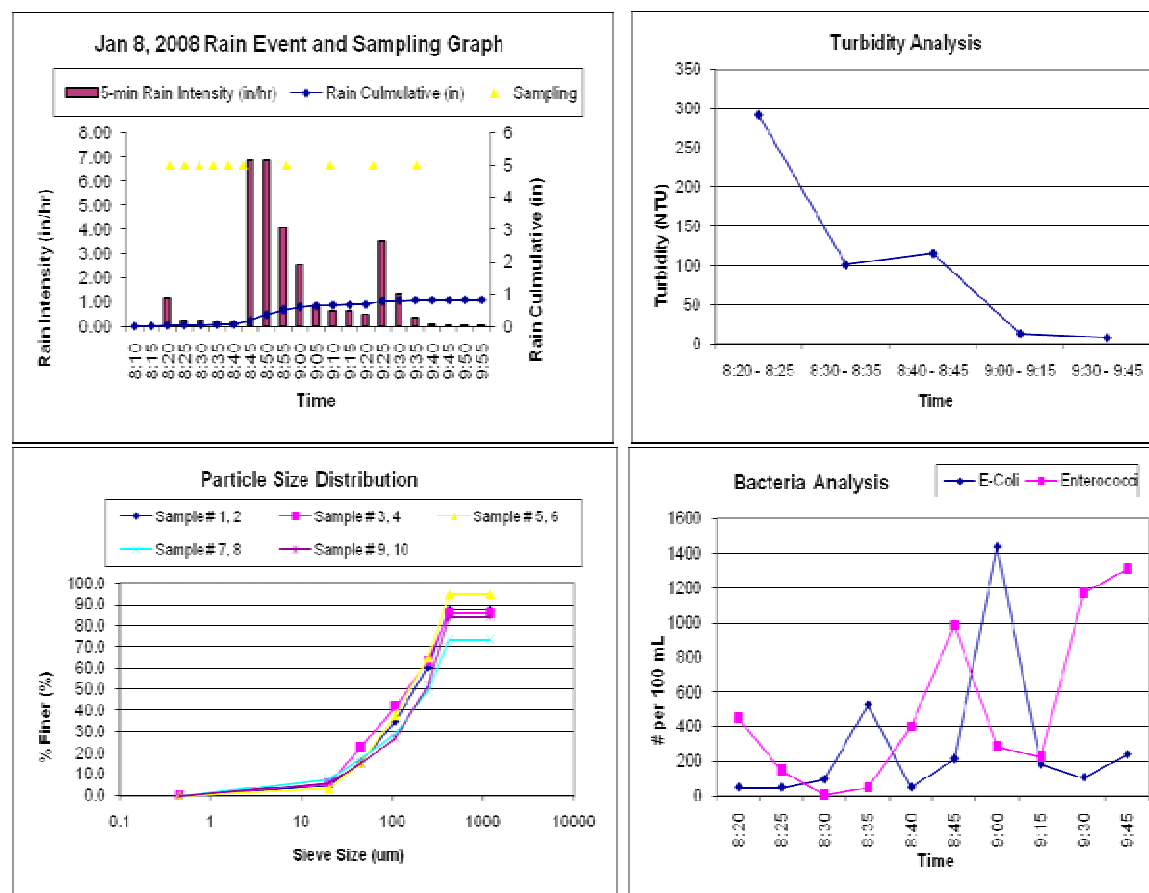 Jan 8, 2008 Rain Event and Sampling Graph
5-min Rain Intensity (in/hr) Rain Culmulative (in) Sampling
Rain Intensity (in/hr)
8.00
7.00
6.00
5.00
4.00
3.00
2.00
1.00
0.00
6
5
4
3
2
1
0
Rain Culmulative (in)
8:10 8:15 8:20 8:25 8:30 8:35 8:40 8:45 8:50 8:55 9:00 9:05 9:10 9:15 9:20 9:25 9:30 9:35 9:40 9:45 9:50 9:55
Time
Turbidity Analysis
Turbidity (NTU)
350
300
250
200
150
100
50
0
8:20 - 8:25 8:30 - 8:35 8:40 - 8:45 9:00 - 9:15 9:30 - 9:45
Time
Particle Size Distribution
Sample # 1, 2 Sample # 3, 4 Sample # 5, 6
Sample # 7, 8 Sample # 9, 10
% Finer (%)
100.0
90.0
80.0
70.0
60.0
50.0
40.0
30.0
20.0
10.0
0.0
0.1 1 10 100 1000 10000
Sieve Size (um)
Bacteria Analysis
E-Coli Enterococci
# per 100 mL
1600
1400
1200
1000
800
600
400
200
0
8:20 8:25 8:30 8:35 8:40 8:45 9:00 9:15 9:30 9:45
Time